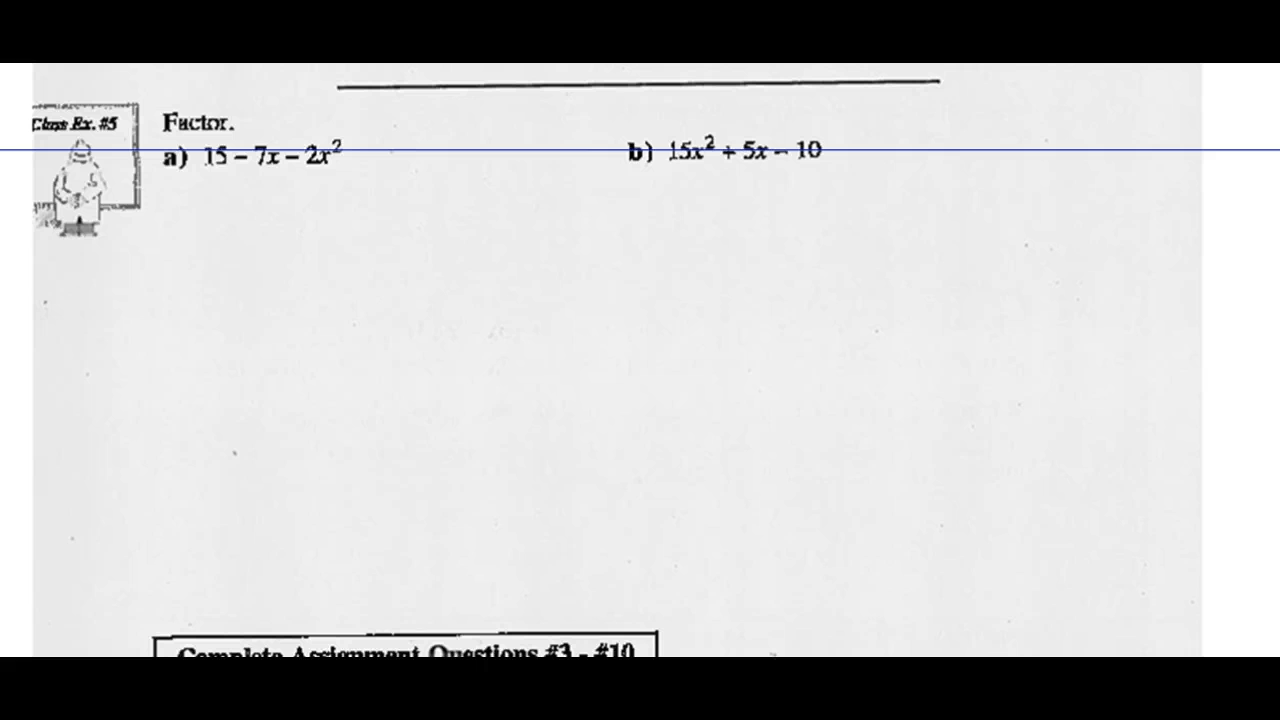 Class Ex. #5
Factor.
a) 15 – 7x – 2x²
b) 15x² + 5x – 10
Complete Assignment Questions #3 - #10